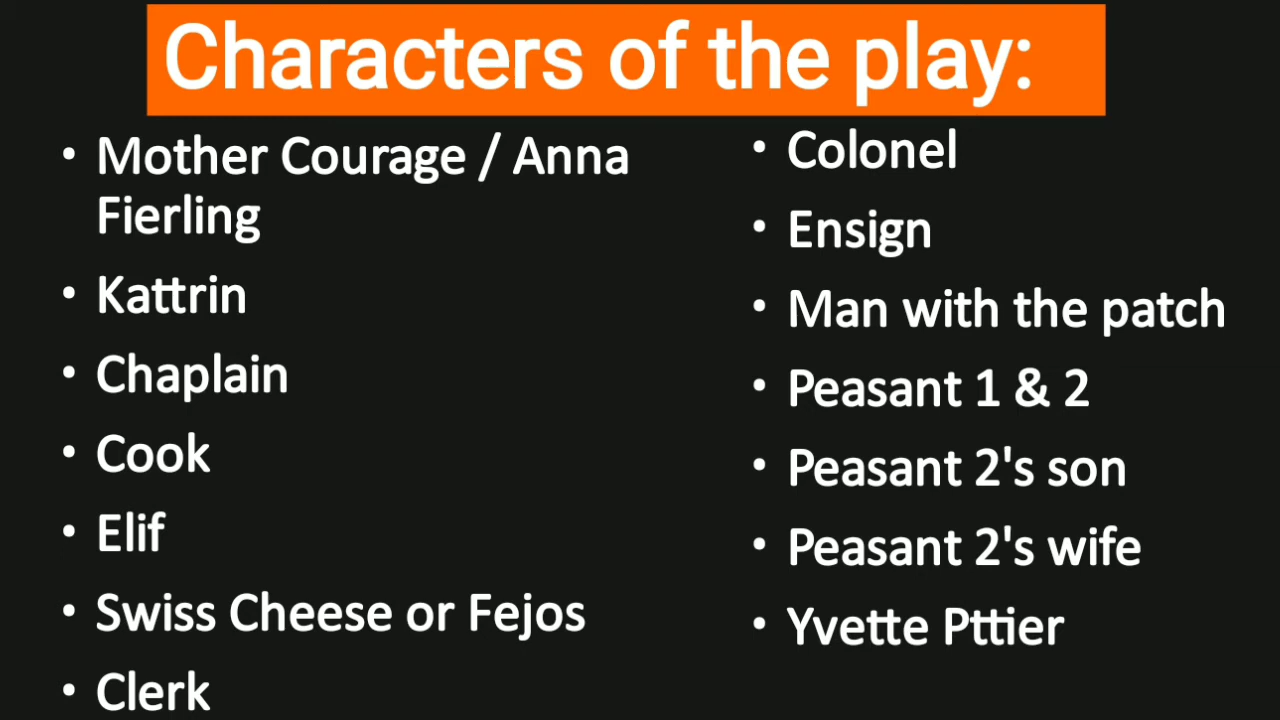 Characters of the play:
• Mother Courage / Anna
Fierling
• Kattrin
• Chaplain
• Cook
• Elif
• Swiss Cheese or Fejos
• Clerk
• Colonel
• Ensign
• Man with the patch
• Peasant 1 & 2
• Peasant 2's son
• Peasant 2's wife
• Yvette Pttier